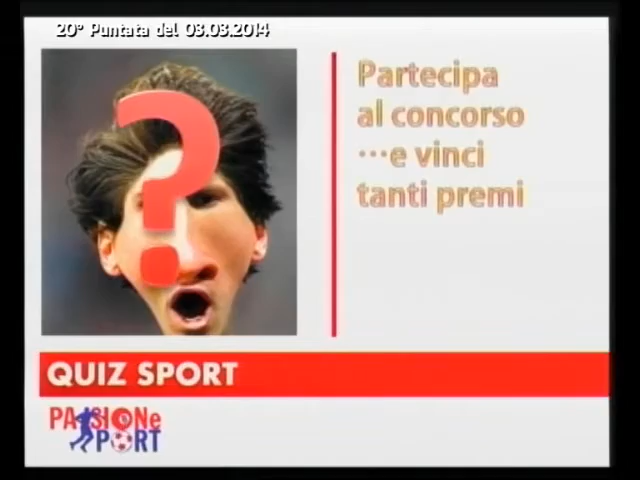 20° Puntata del 03.03.2014
Partecipa
al concorso
...e vinci
tanti premi
?
QUIZ SPORT
PASSIONe
SPORT